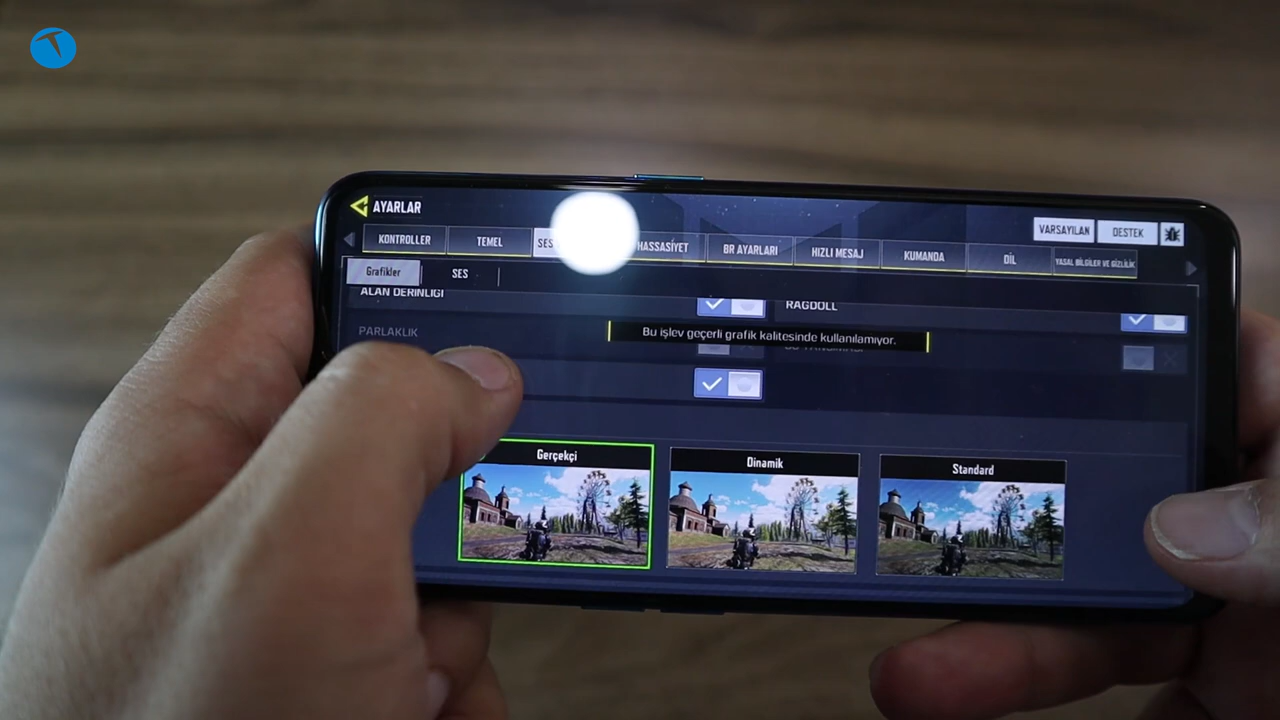 AYARLAR
VARSAYILAN
DESTEK
KONTROLLER
TEMEL
SES
HASSASİYET
BR AYARLARI
HIZLI MESAJ
KUMANDA
DİL
YASAL BİLGİLER VE GİZLİLİK
Grafikler
SES
ALAN DERİNLİĞİ
RAGDOLL
PARLAKLIK
Bu işlev geçerli grafik kalitesinde kullanılamıyor.
Gerçekçi
Dinamik
Standard